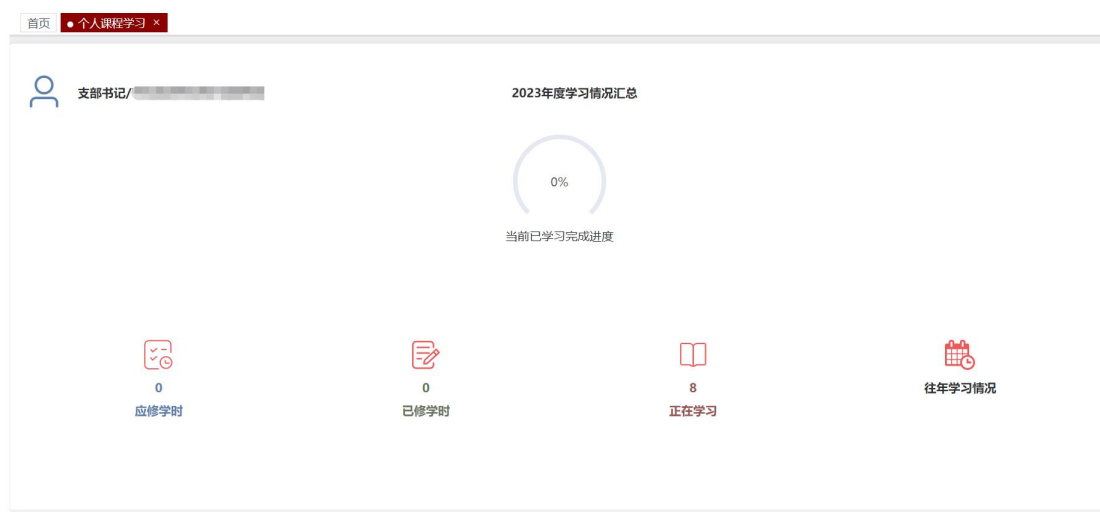 首页 个人课程学习 ×
支部书记/
2023年度学习情况汇总
0%
当前已学习完成进度
0
应修学时
0
已修学时
8
正在学习
往年学习情况